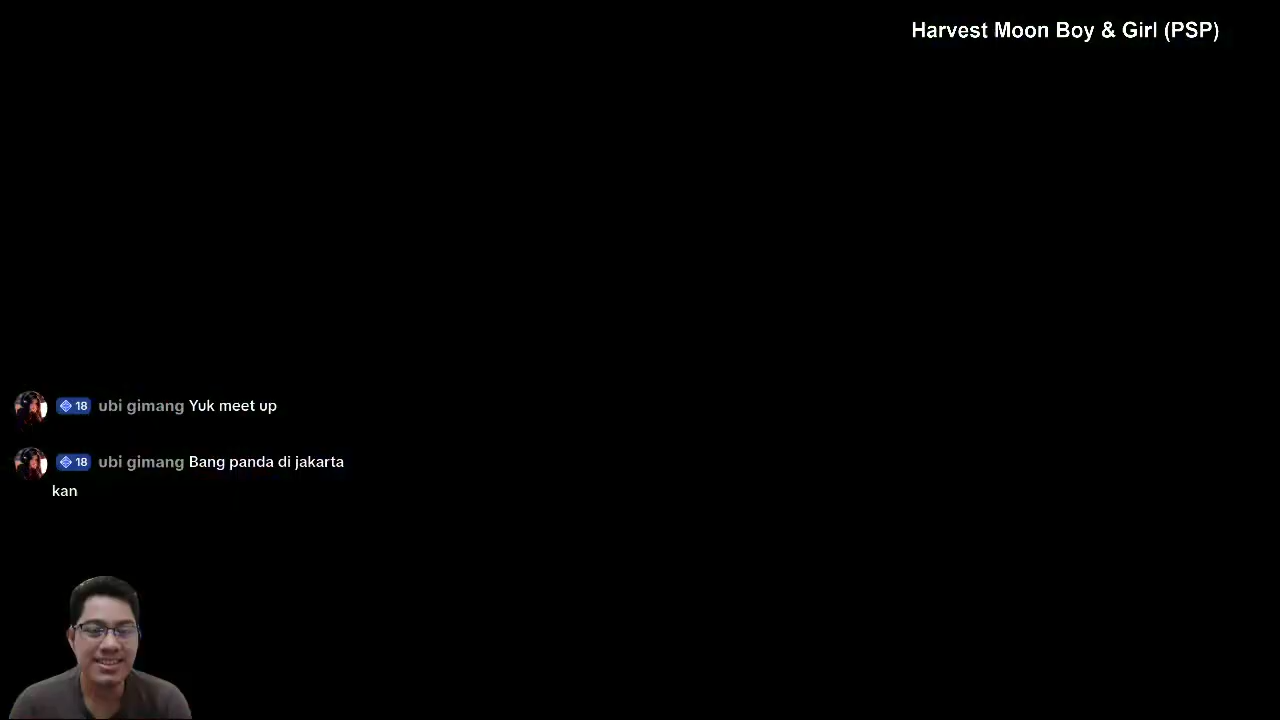 Harvest Moon Boy & Girl (PSP)
18 ubi gimang Yuk meet up
18 ubi gimang Bang panda di jakarta
kan